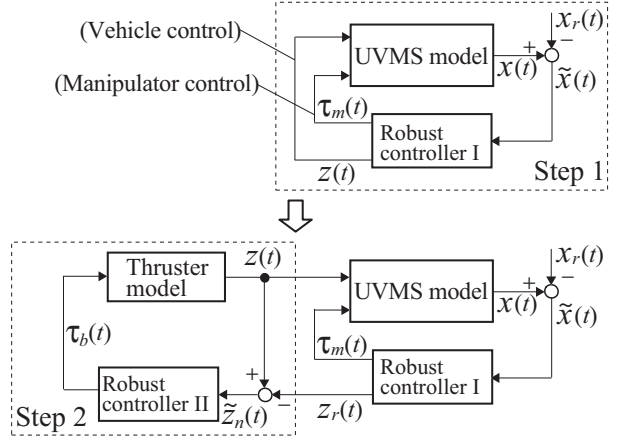 (Vehicle control)
(Manipulator control)
UVMS model
x_r(t)
+
−
x(t)
x̃(t)
τ_m(t)
Robust
controller I
z(t)
Step 1
Thruster
model
z(t)
UVMS model
x_r(t)
+
−
x(t)
x̃(t)
τ_b(t)
τ_m(t)
Robust
controller II
+
−
z̃_n(t)
z_r(t)
Robust
controller I
Step 2